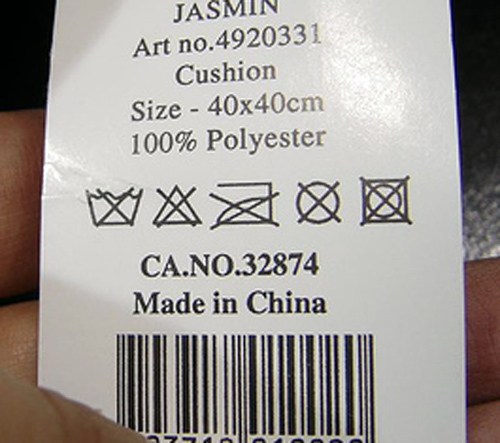 JASMIN
Art no.4920331
Cushion
Size - 40x40cm
100% Polyester
CA.NO.32874
Made in China